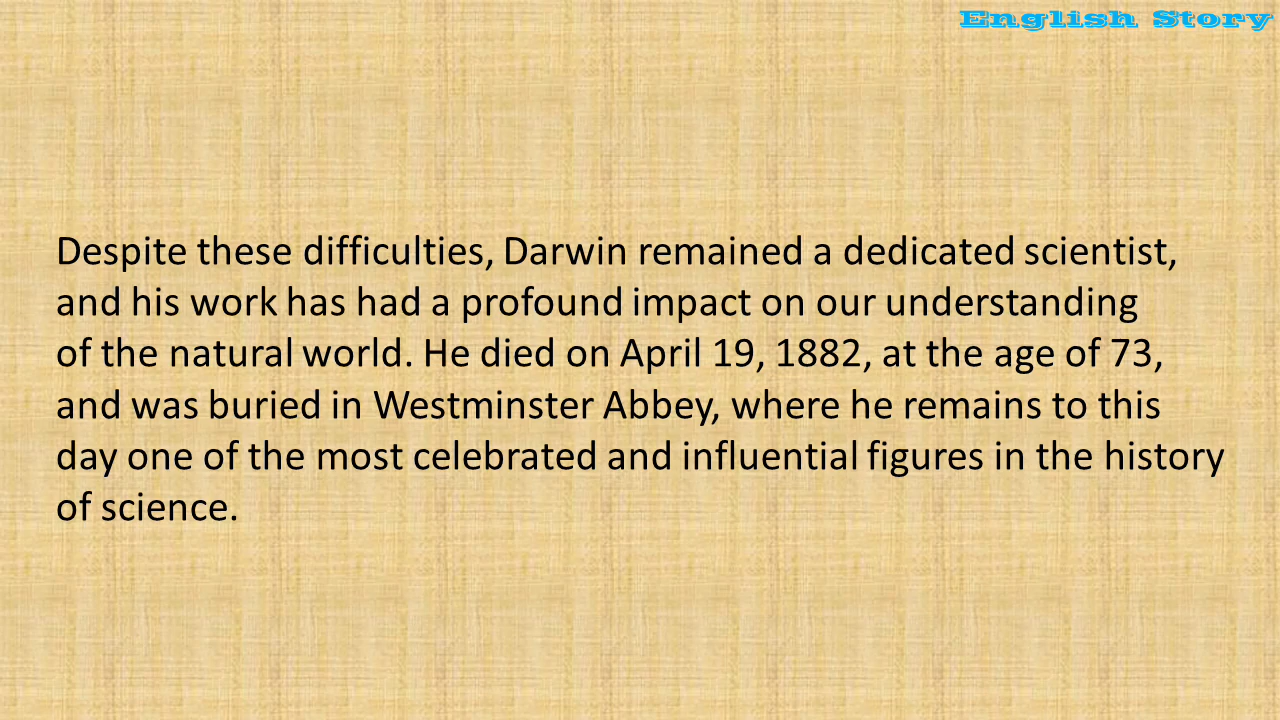 English Story
Despite these difficulties, Darwin remained a dedicated scientist,
and his work has had a profound impact on our understanding
of the natural world. He died on April 19, 1882, at the age of 73,
and was buried in Westminster Abbey, where he remains to this
day one of the most celebrated and influential figures in the history
of science.